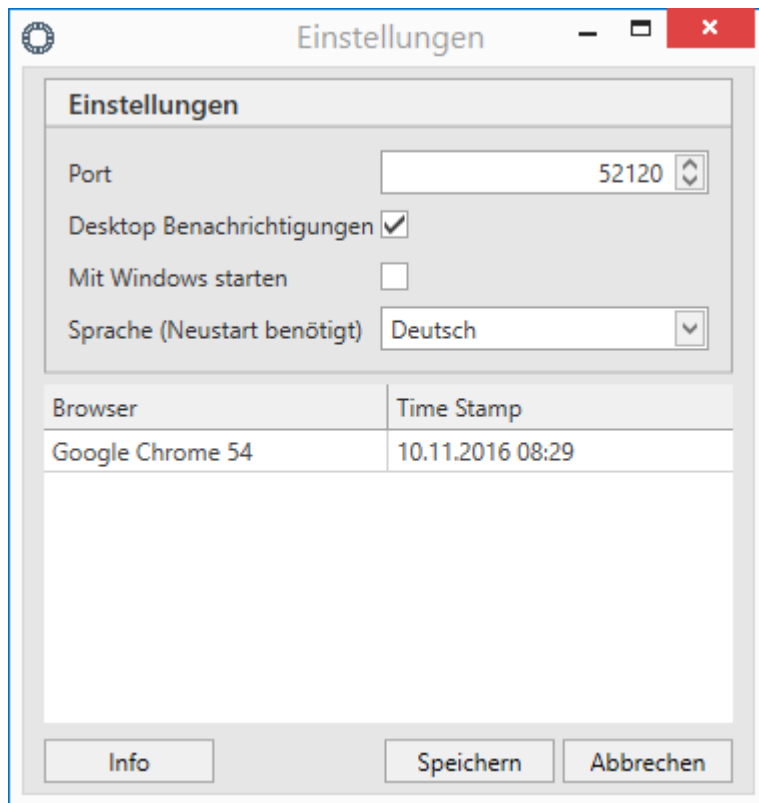 Einstellungen
Einstellungen
Port 52120
Desktop Benachrichtigungen
Mit Windows starten
Sprache (Neustart benötigt) Deutsch
Browser Time Stamp
Google Chrome 54 10.11.2016 08:29
Info Speichern Abbrechen